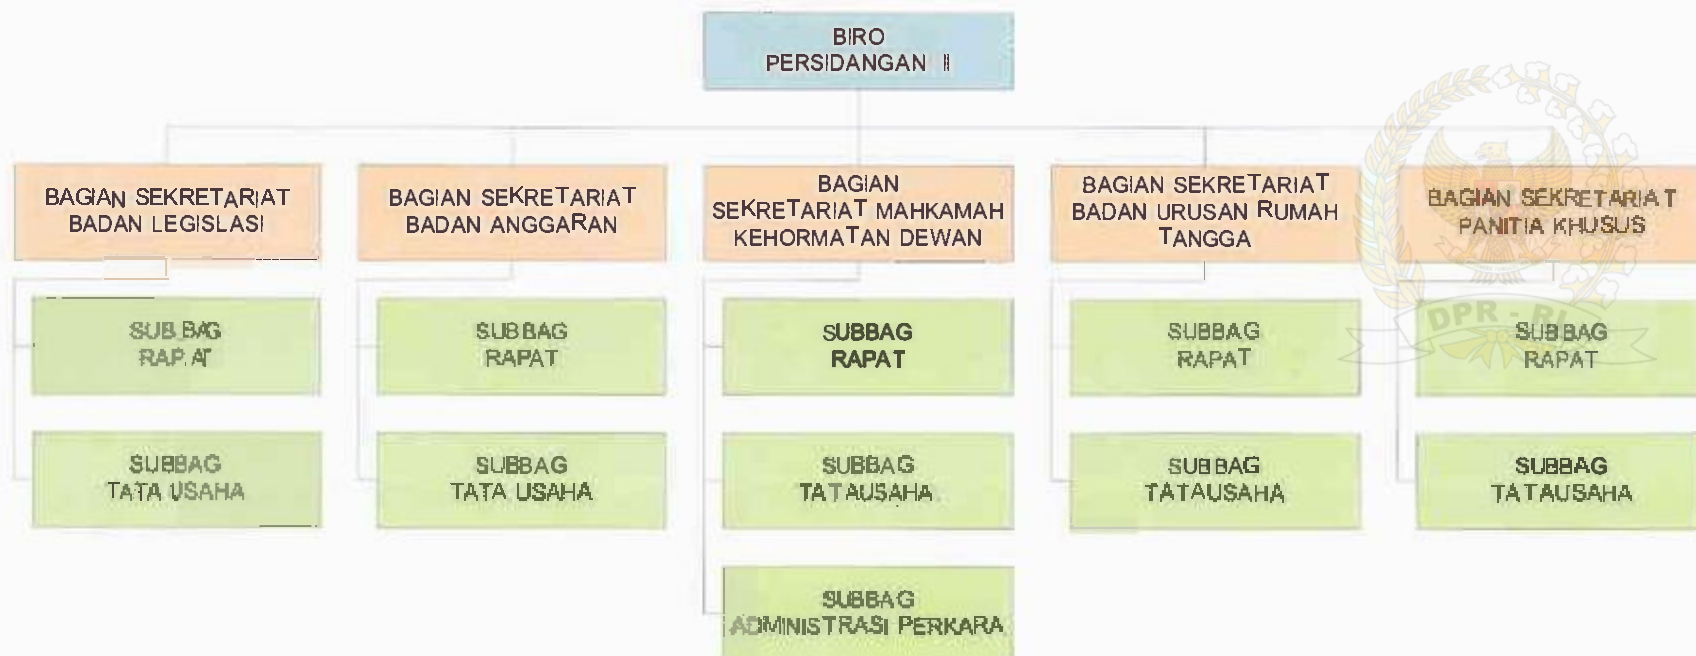 BIRO
PERSIDANGAN II
BAGIAN SEKRETARIAT
BADAN LEGISLASI
BAGIAN SEKRETARIAT
BADAN ANGGARAN
BAGIAN
SEKRETARIAT MAHKAMAH
KEHORMATAN DEWAN
BAGIAN SEKRETARIAT
BADAN URUSAN RUMAH
TANGGA
BAGIAN SEKRETARIAT
PANITIA KHUSUS
SUBBAG
RAPAT
SUBBAG
RAPAT
SUBBAG
RAPAT
SUBBAG
RAPAT
SUBBAG
RAPAT
DPR - RI
SUBBAG
TATA USAHA
SUBBAG
TATA USAHA
SUBBAG
TATAUSAHA
SUBBAG
TATAUSAHA
SUBBAG
TATAUSAHA
SUBBAG
ADMINISTRASI PERKARA